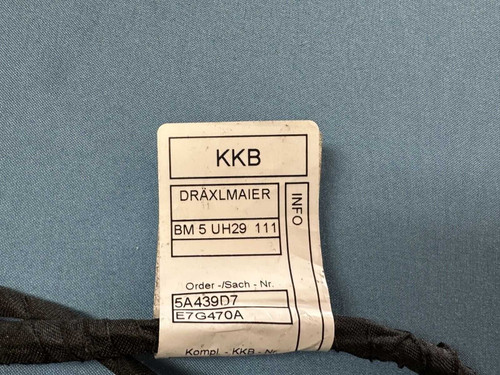 KKB
DRÄXLMAIER
INFO
BM 5 UH29 111
Order -/Sach - Nr.
5A439D7
E7G470A
Kompl. - KKB - Nr.